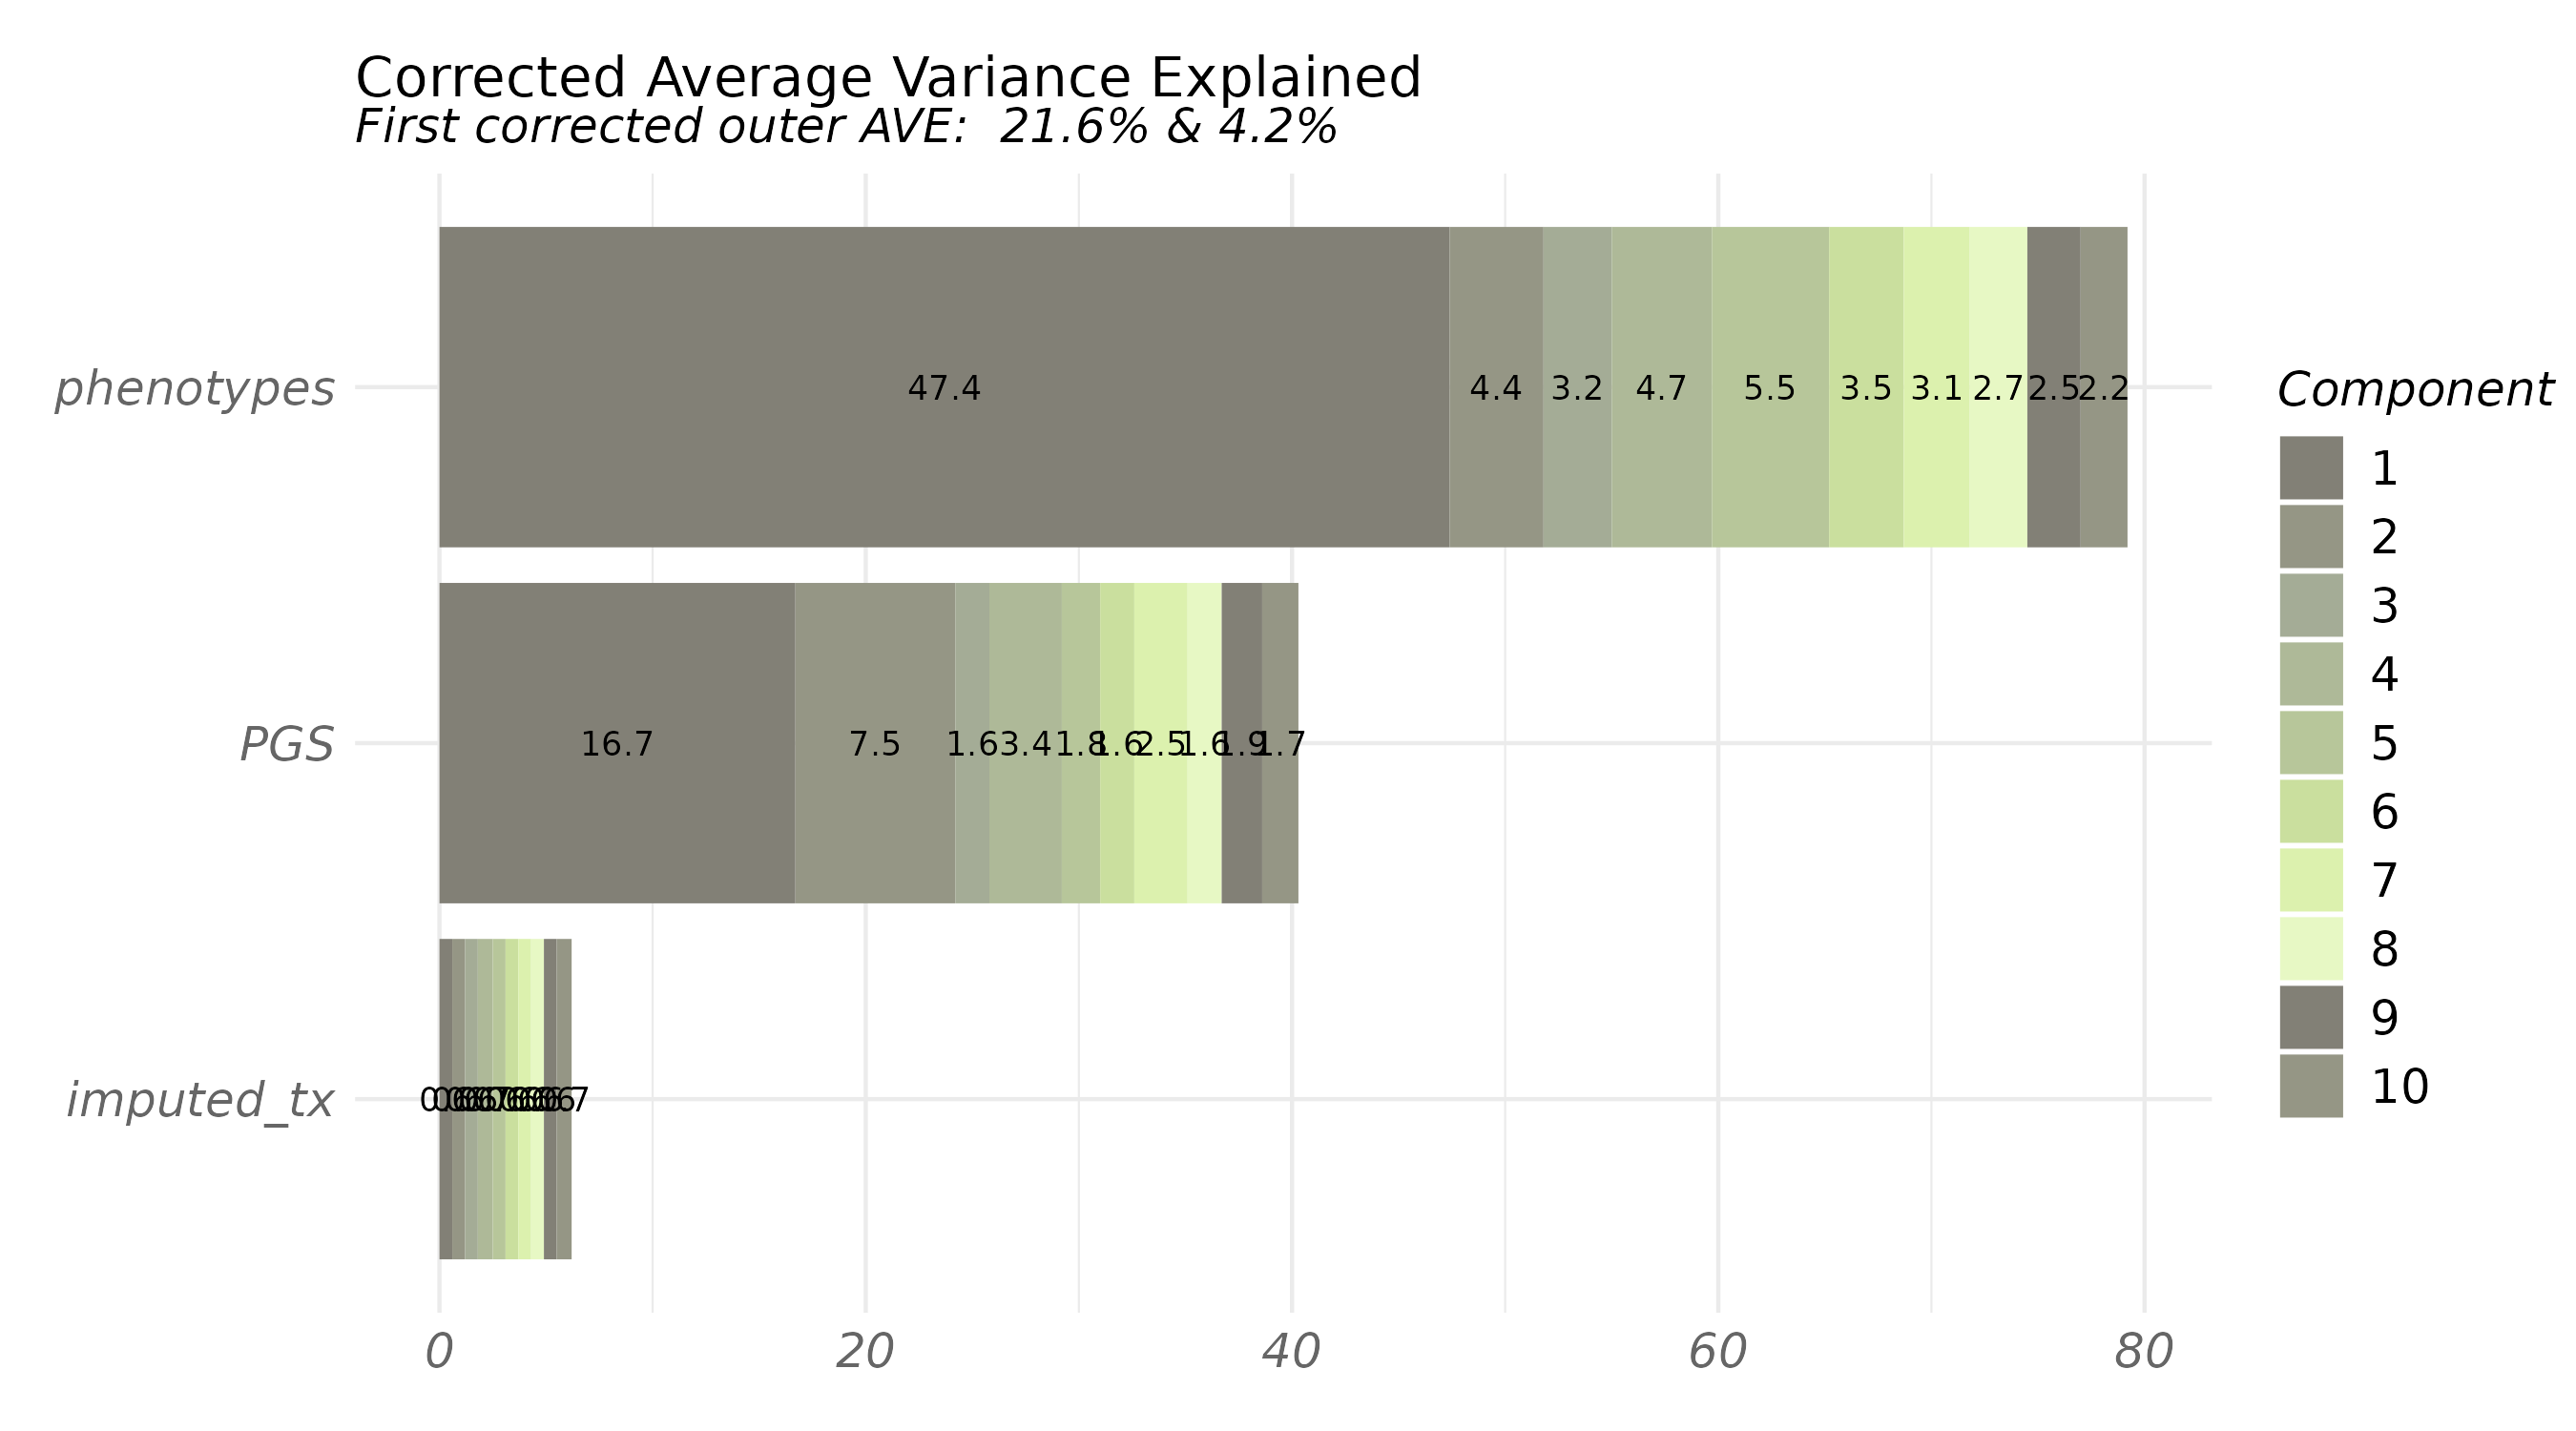 Corrected Average Variance Explained
First corrected outer AVE:  21.6% & 4.2%
phenotypes
47.4 4.4 3.2 4.7 5.5 3.5 3.1 2.7 2.5 2.2
PGS
16.7 7.5 1.6 3.4 1.8 1.6 2.5 1.6 1.9 1.7
imputed_tx
0 20 40 60 80
Component
1
2
3
4
5
6
7
8
9
10